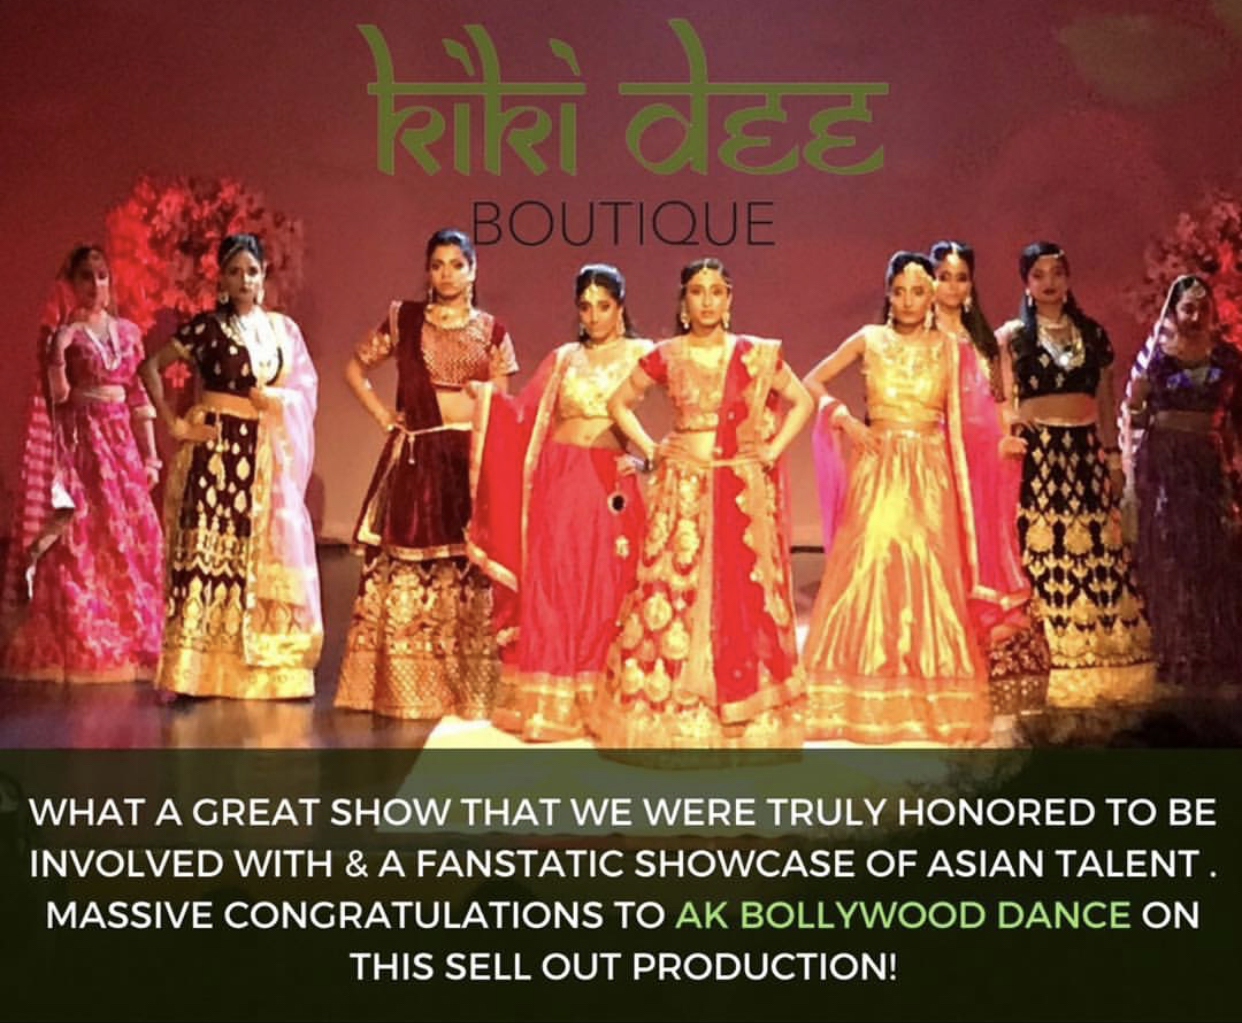 kiki dee
BOUTIQUE
WHAT A GREAT SHOW THAT WE WERE TRULY HONORED TO BE
INVOLVED WITH & A FANSTATIC SHOWCASE OF ASIAN TALENT .
MASSIVE CONGRATULATIONS TO AK BOLLYWOOD DANCE ON
THIS SELL OUT PRODUCTION!